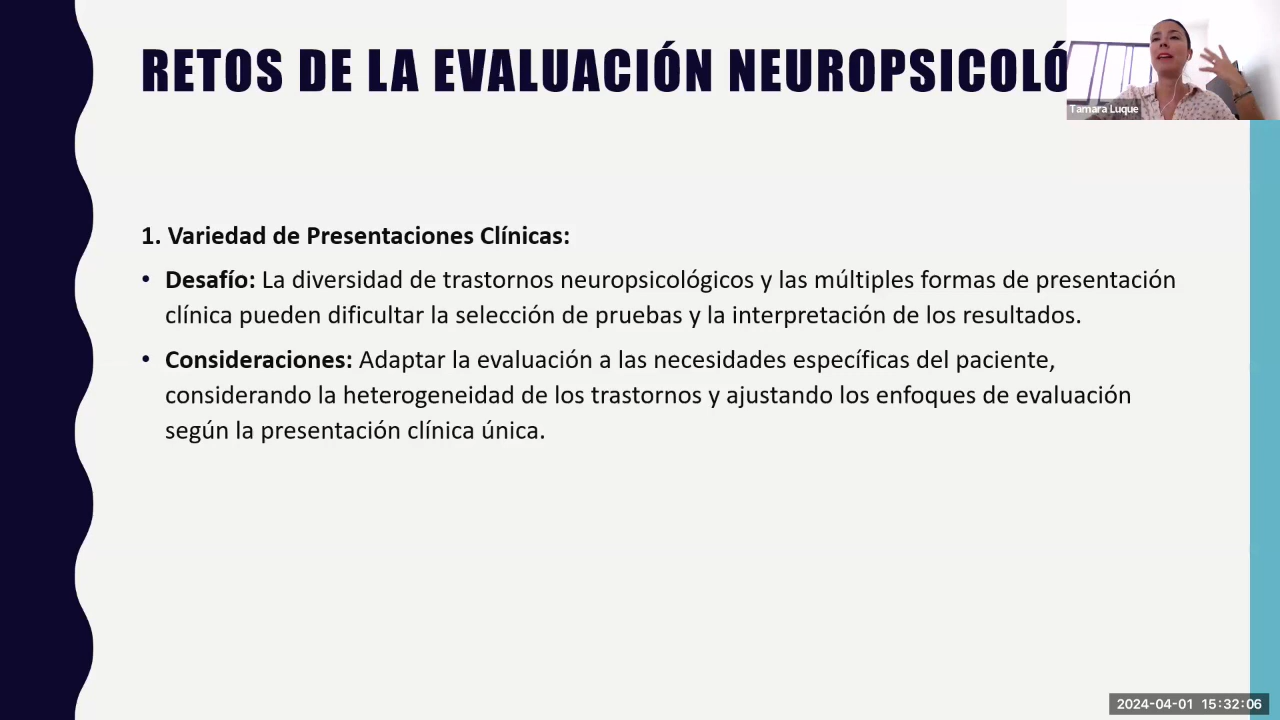 RETOS DE LA EVALUACIÓN NEUROPSICOLÓ
Tamara Luque
1. Variedad de Presentaciones Clínicas:
• Desafío: La diversidad de trastornos neuropsicológicos y las múltiples formas de presentación
clínica pueden dificultar la selección de pruebas y la interpretación de los resultados.
• Consideraciones: Adaptar la evaluación a las necesidades específicas del paciente,
considerando la heterogeneidad de los trastornos y ajustando los enfoques de evaluación
según la presentación clínica única.
2024-04-01 15:32:06